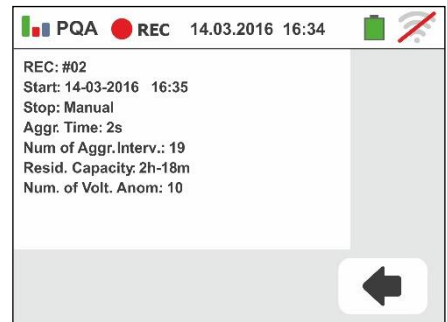 PQA REC 14.03.2016 16:34
REC: #02
Start: 14-03-2016 16:35
Stop: Manual
Aggr. Time: 2s
Num of Aggr.Interv.: 19
Resid. Capacity: 2h-18m
Num. of Volt. Anom: 10